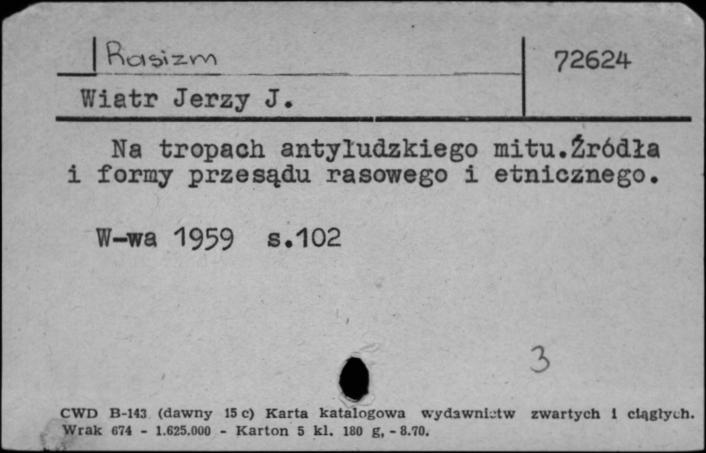 Rasizm
72624
Wiatr Jerzy J.
Na tropach antyludzkiego mitu.Źródła
i formy przesądu rasowego i etnicznego.
W-wa 1959 s.102
3
CWD B-143 (dawny 15 c) Karta katalogowa wydawnictw zwartych i ciągłych.
Wrak 674 - 1.625.000 - Karton 5 kl. 180 g, - 8.70.